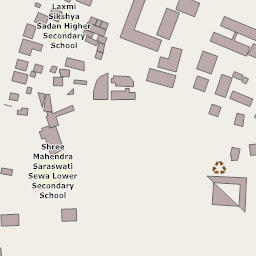 Laxmi
Sikshya
Sadan Higher
Secondary
School
Shree
Mahendra
Saraswati
Sewa Lower
Secondary
School